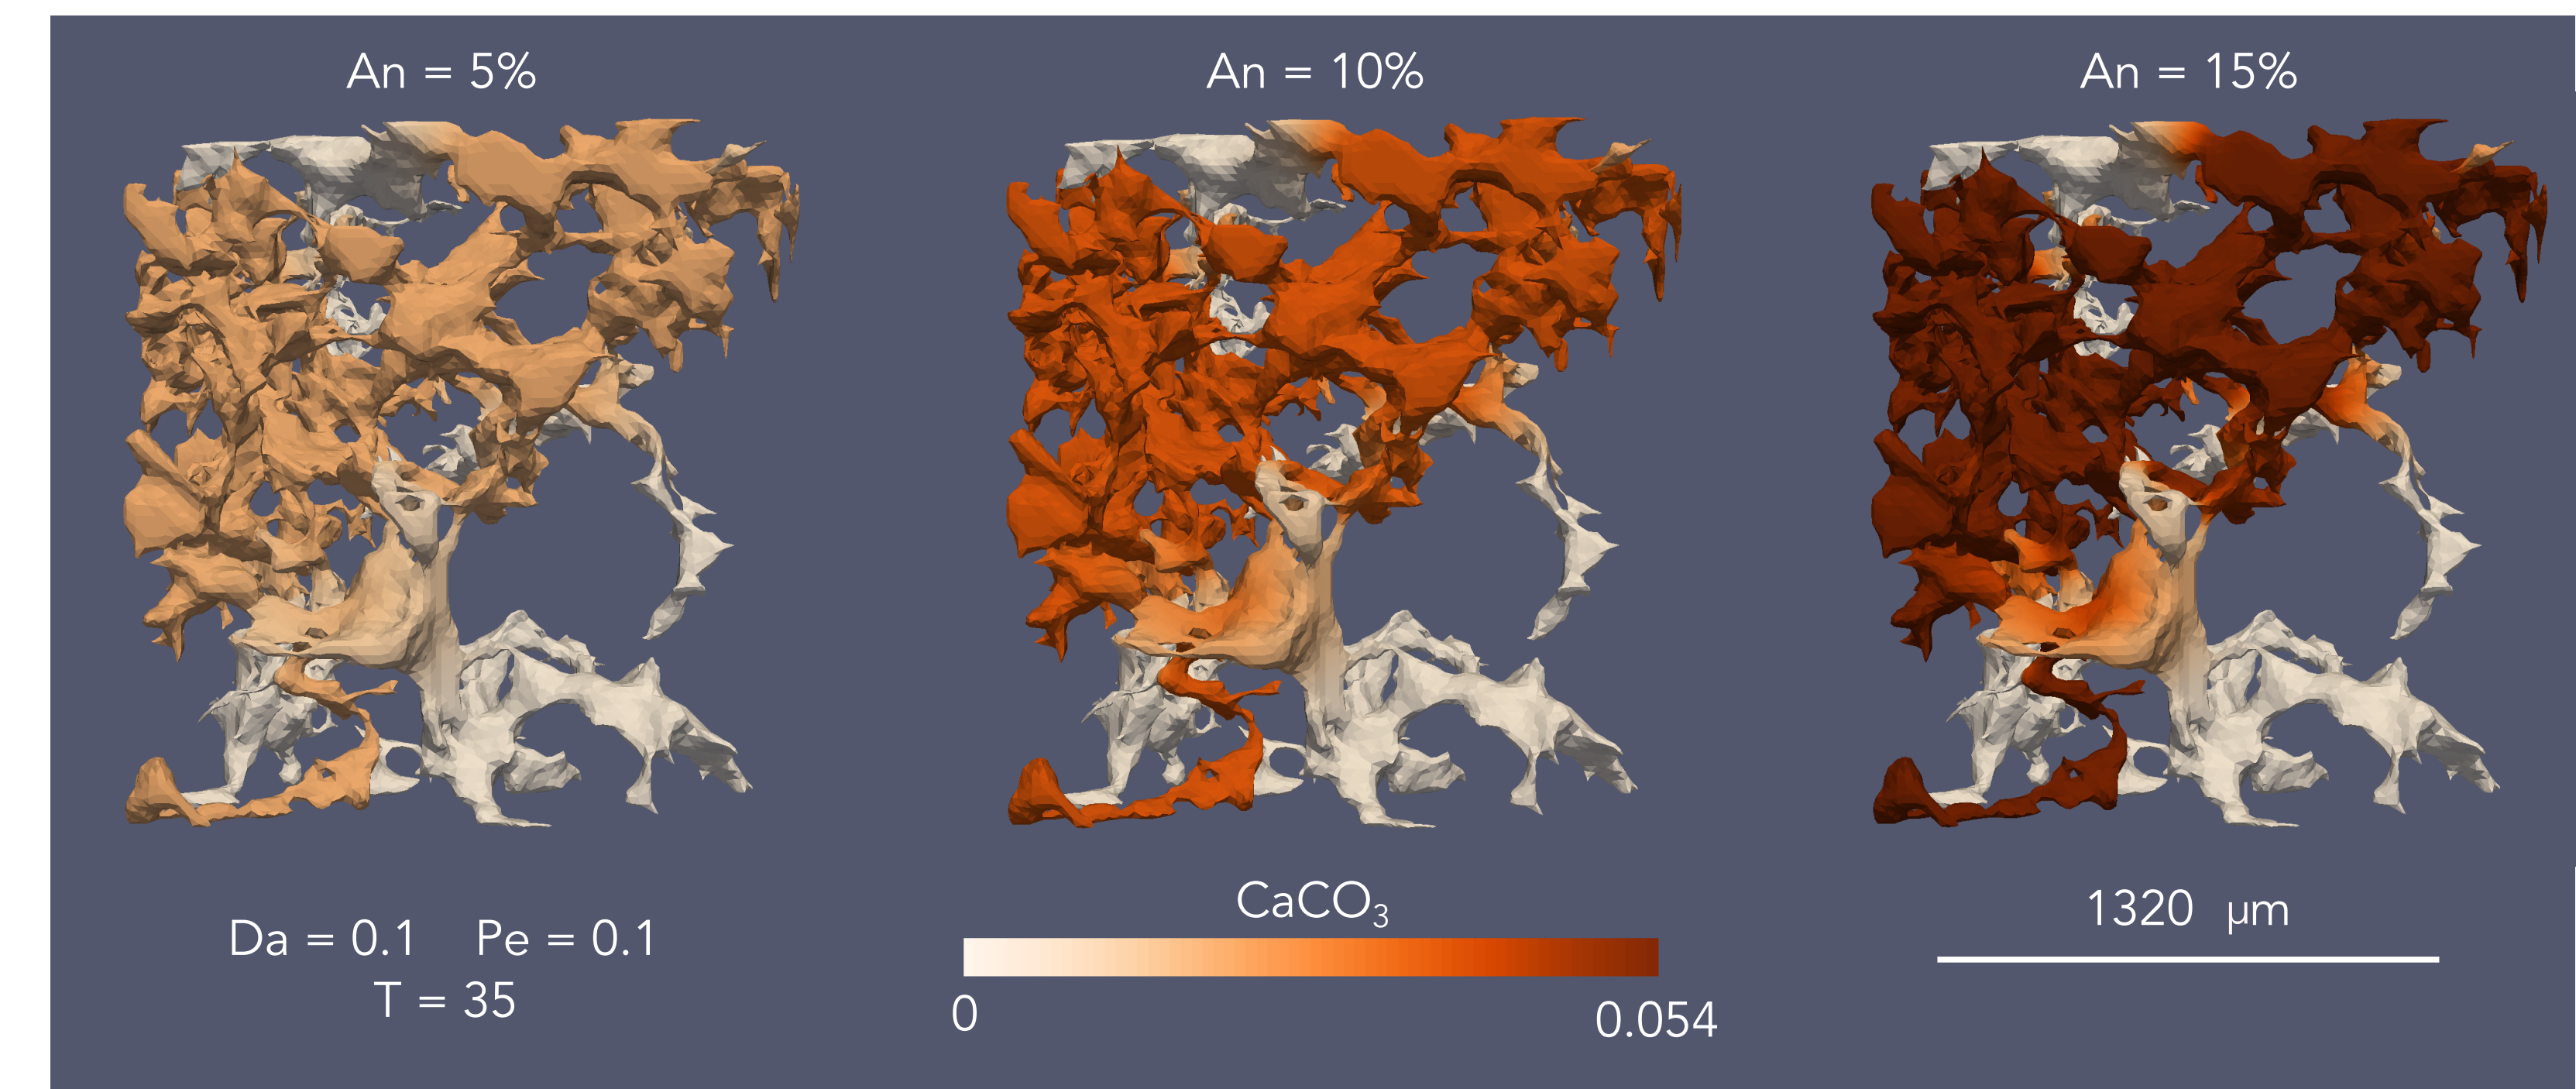 An = 5%
An = 10%
An = 15%
Da = 0.1 Pe = 0.1
T = 35
CaCO₃
0
0.054
1320 µm